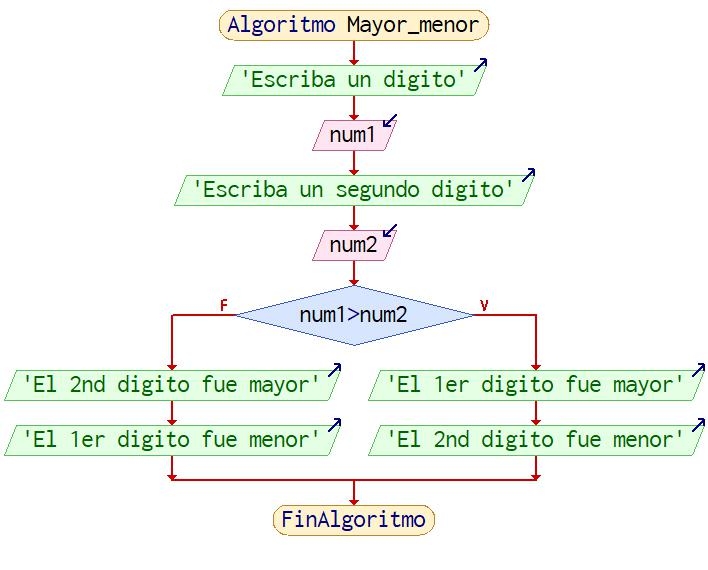 Algoritmo Mayor_menor
'Escriba un digito'
num1
'Escriba un segundo digito'
num2
F
V
num1>num2
'El 2nd digito fue mayor'
'El 1er digito fue mayor'
'El 1er digito fue menor'
'El 2nd digito fue menor'
FinAlgoritmo